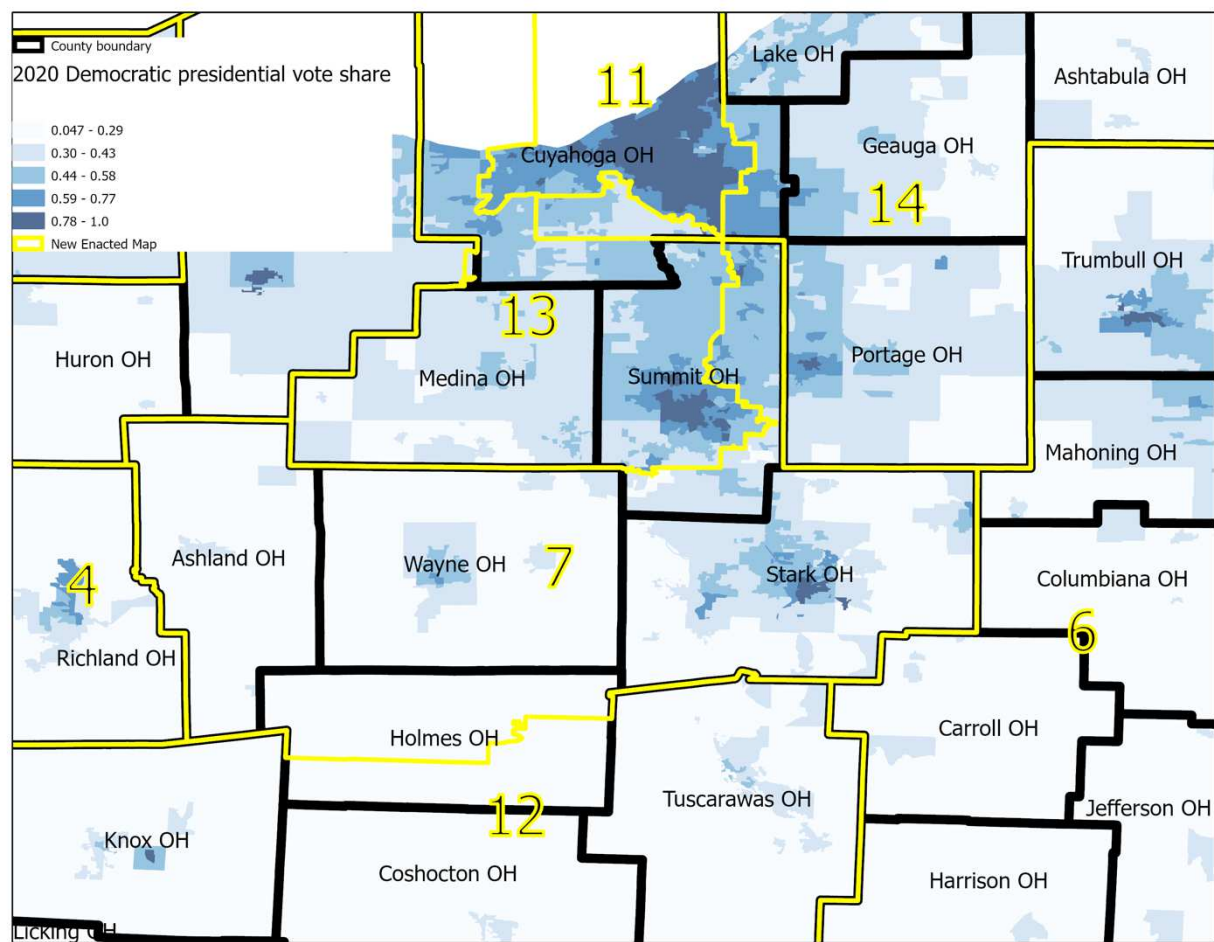 County boundary
2020 Democratic presidential vote share
0.047 - 0.29
0.30 - 0.43
0.44 - 0.58
0.59 - 0.77
0.78 - 1.0
New Enacted Map
Lake OH
Ashtabula OH
11
Cuyahoga OH
Geauga OH
14
Trumbull OH
13
Huron OH
Medina OH
Summit OH
Portage OH
Mahoning OH
Ashland OH
Wayne OH
7
Stark OH
Columbiana OH
4
6
Richland OH
Holmes OH
Carroll OH
Tuscarawas OH
Jefferson OH
12
Knox OH
Coshocton OH
Harrison OH
Licking OH